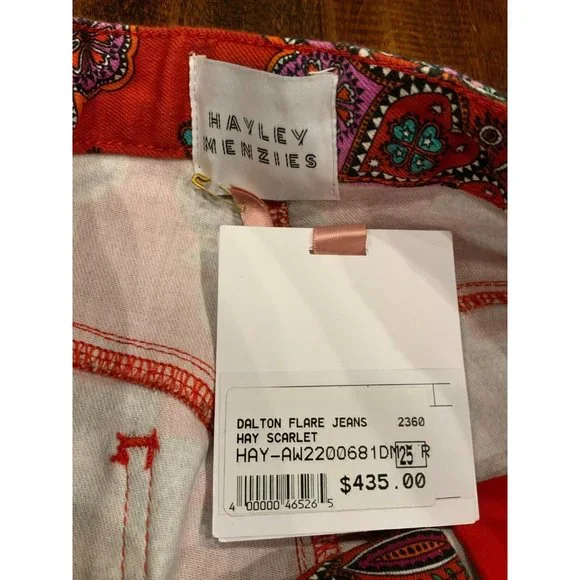 HAYLEY
MENZIES
DALTON FLARE JEANS 2360
HAY SCARLET
HAY-AW2200681DM 25 R
$435.00
4 00000 46526 5